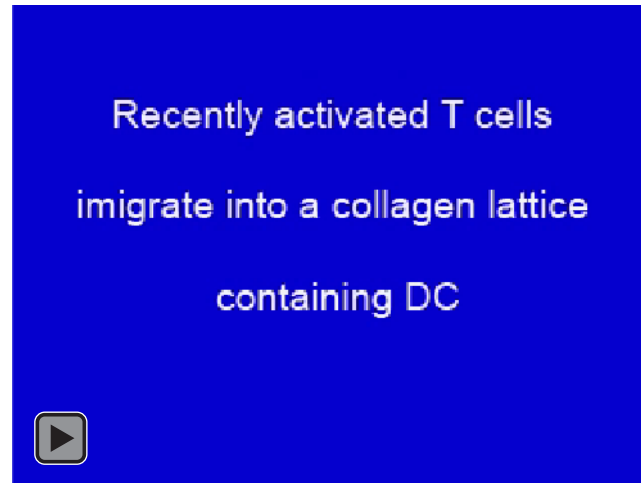 Recently activated T cells
imigrate into a collagen lattice
containing DC